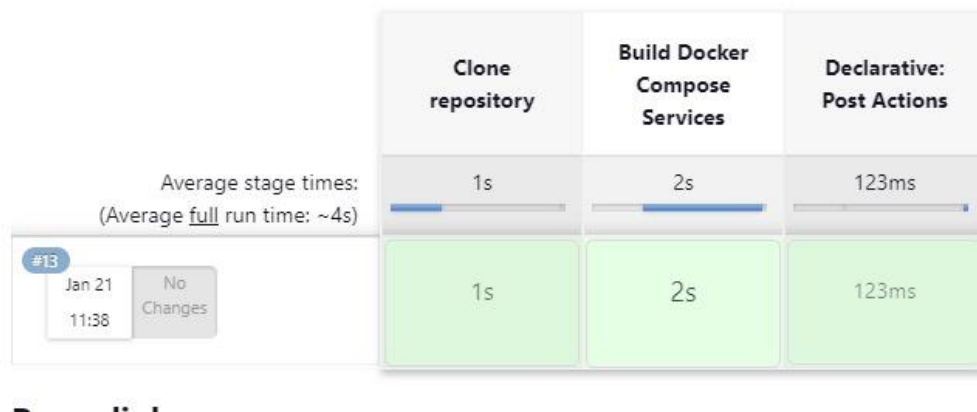 Clone
repository
Build Docker
Compose
Services
Declarative:
Post Actions
Average stage times:
(Average full run time: ~4s)
1s
2s
123ms
#13
Jan 21
11:38
No
Changes
1s
2s
123ms